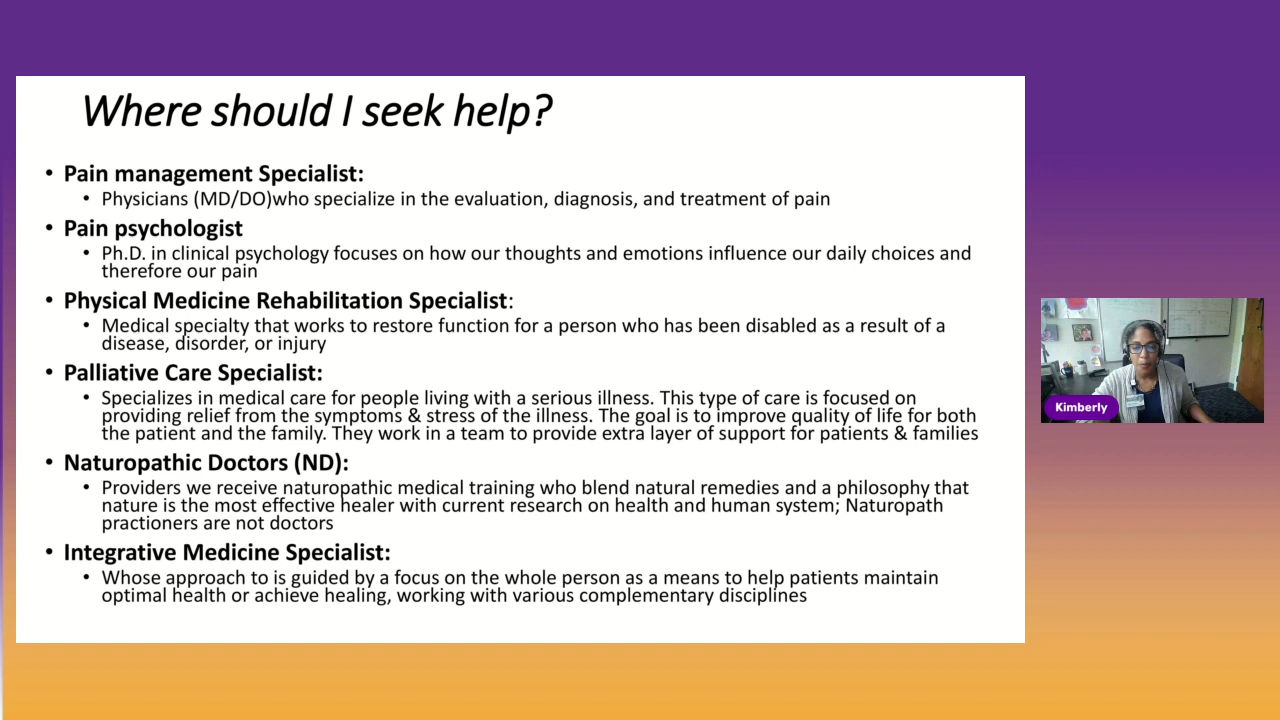 Where should I seek help?
• Pain management Specialist:
• Physicians (MD/DO)who specialize in the evaluation, diagnosis, and treatment of pain
• Pain psychologist
• Ph.D. in clinical psychology focuses on how our thoughts and emotions influence our daily choices and
therefore our pain
• Physical Medicine Rehabilitation Specialist:
• Medical specialty that works to restore function for a person who has been disabled as a result of a
disease, disorder, or injury
• Palliative Care Specialist:
• Specializes in medical care for people living with a serious illness. This type of care is focused on
providing relief from the symptoms & stress of the illness. The goal is to improve quality of life for both
the patient and the family. They work in a team to provide extra layer of support for patients & families
• Naturopathic Doctors (ND):
• Providers we receive naturopathic medical training who blend natural remedies and a philosophy that
nature is the most effective healer with current research on health and human system; Naturopath
practioners are not doctors
• Integrative Medicine Specialist:
• Whose approach to is guided by a focus on the whole person as a means to help patients maintain
optimal health or achieve healing, working with various complementary disciplines
Kimberly